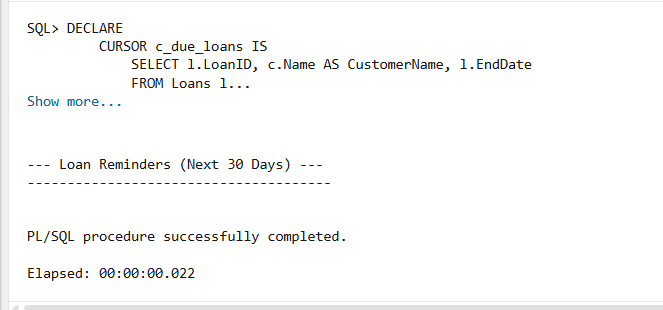 SQL> DECLARE
CURSOR c_due_loans IS
SELECT l.LoanID, c.Name AS CustomerName, l.EndDate
FROM Loans l...
Show more...
--- Loan Reminders (Next 30 Days) ---
--------------------------------------
PL/SQL procedure successfully completed.
Elapsed: 00:00:00.022